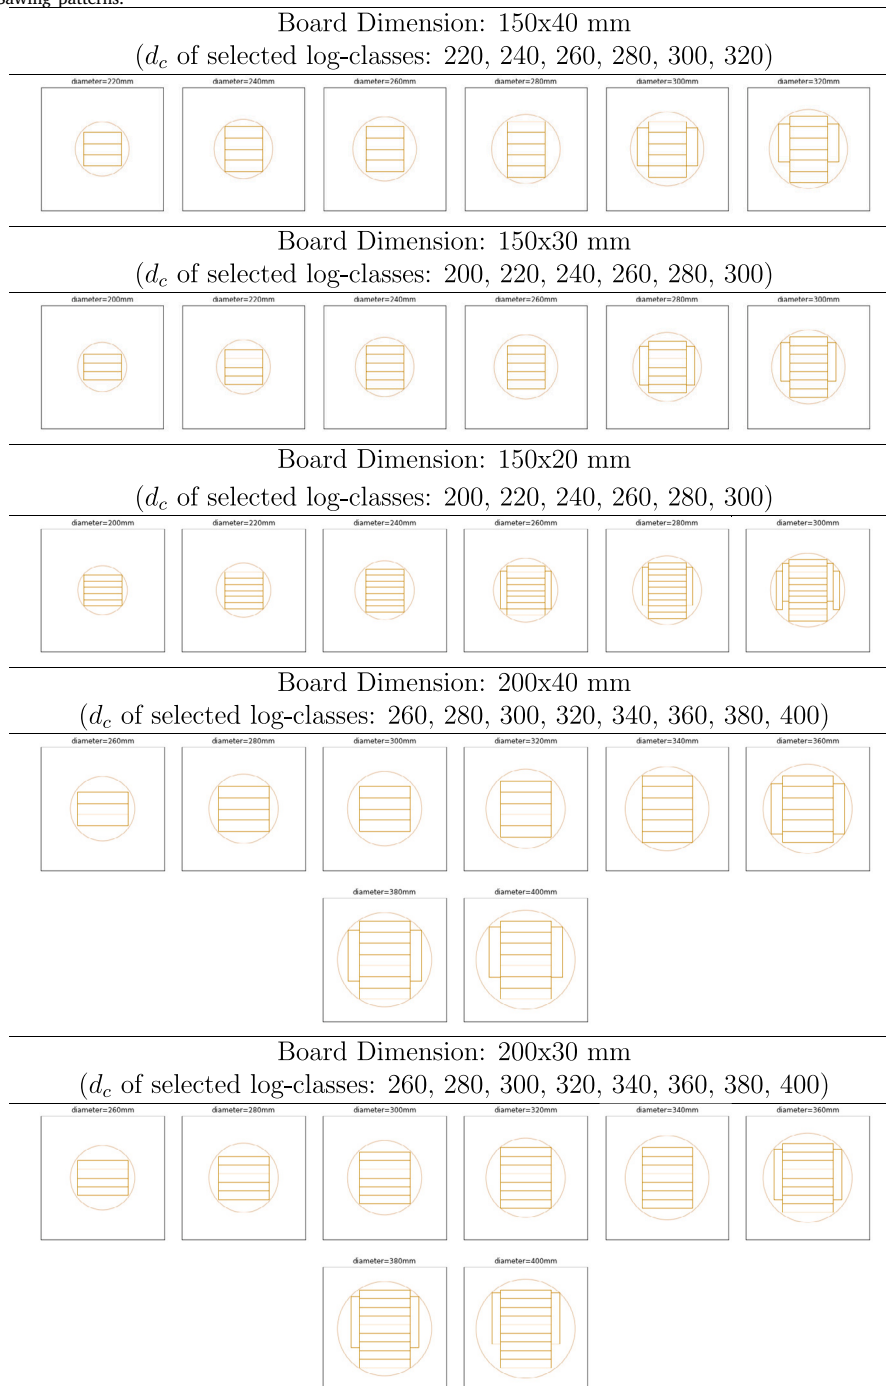 Sawing patterns.
Board Dimension: 150x40 mm
(d_c of selected log-classes: 220, 240, 260, 280, 300, 320)
diameter=220mm diameter=240mm diameter=260mm diameter=280mm diameter=300mm diameter=320mm
Board Dimension: 150x30 mm
(d_c of selected log-classes: 200, 220, 240, 260, 280, 300)
diameter=200mm diameter=220mm diameter=240mm diameter=260mm diameter=280mm diameter=300mm
Board Dimension: 150x20 mm
(d_c of selected log-classes: 200, 220, 240, 260, 280, 300)
diameter=200mm diameter=220mm diameter=240mm diameter=260mm diameter=280mm diameter=300mm
Board Dimension: 200x40 mm
(d_c of selected log-classes: 260, 280, 300, 320, 340, 360, 380, 400)
diameter=260mm diameter=280mm diameter=300mm diameter=320mm diameter=340mm diameter=360mm
diameter=380mm diameter=400mm
Board Dimension: 200x30 mm
(d_c of selected log-classes: 260, 280, 300, 320, 340, 360, 380, 400)
diameter=260mm diameter=280mm diameter=300mm diameter=320mm diameter=340mm diameter=360mm
diameter=380mm diameter=400mm